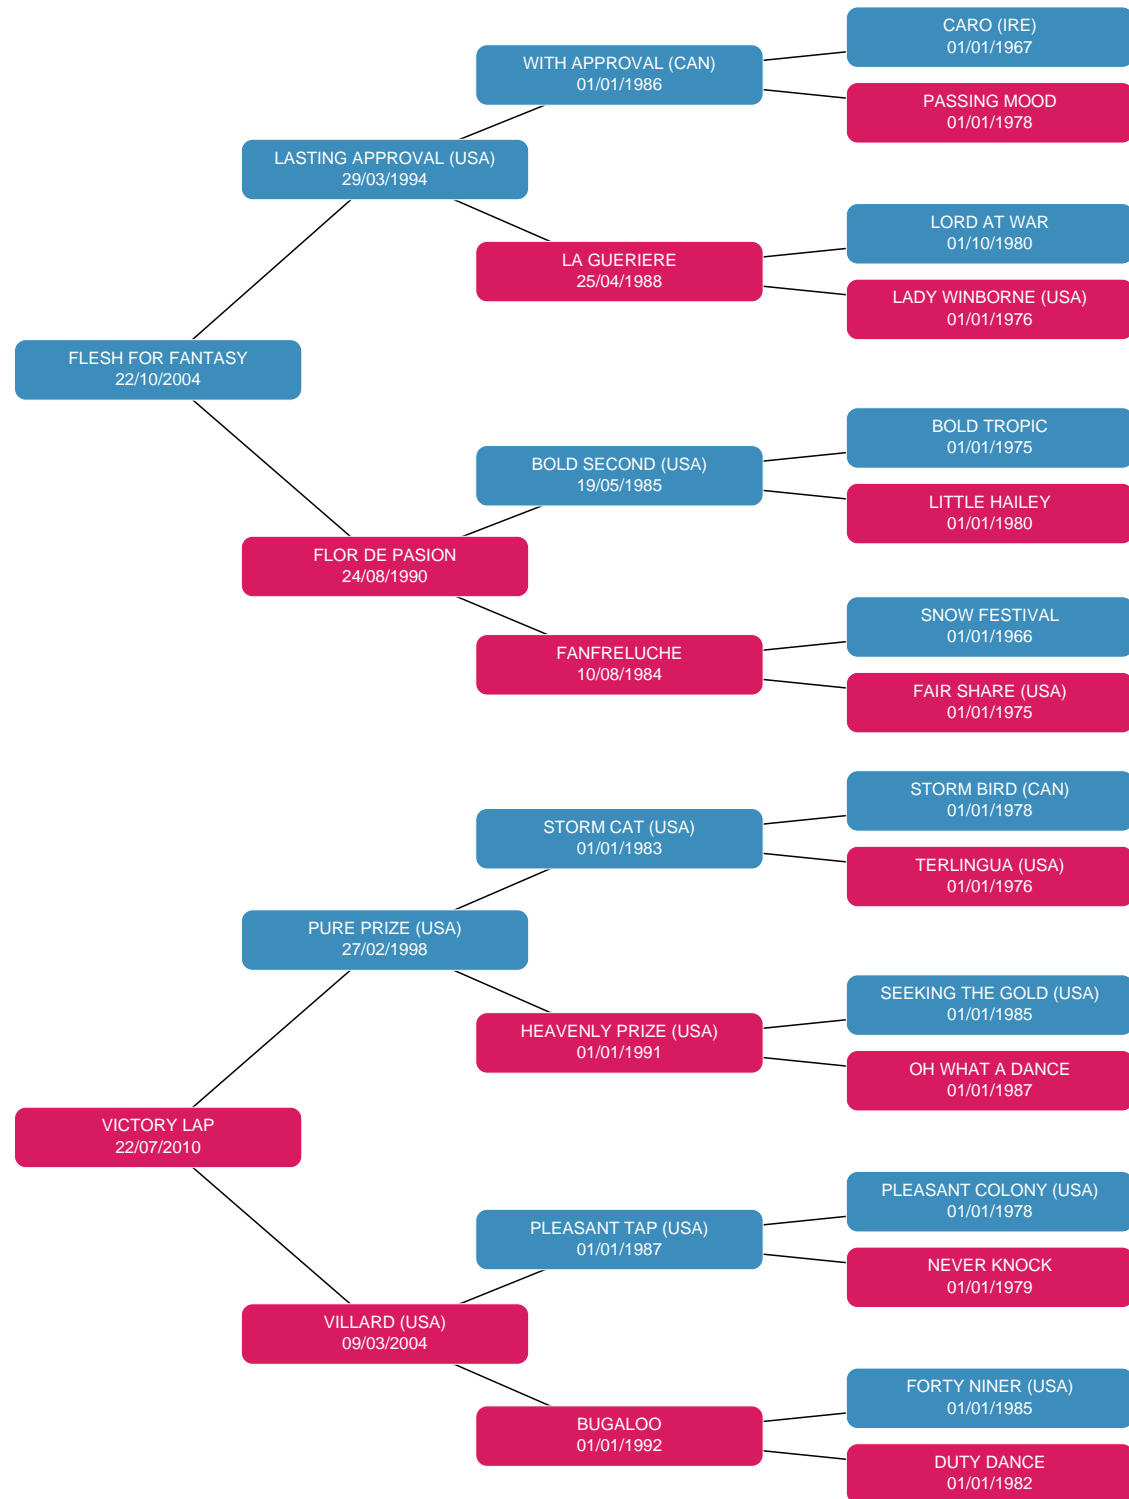 CARO (IRE)
01/01/1967
WITH APPROVAL (CAN)
01/01/1986
PASSING MOOD
01/01/1978
LASTING APPROVAL (USA)
29/03/1994
LORD AT WAR
01/10/1980
LA GUERIERE
25/04/1988
LADY WINBORNE (USA)
01/01/1976
FLESH FOR FANTASY
22/10/2004
BOLD TROPIC
01/01/1975
BOLD SECOND (USA)
19/05/1985
LITTLE HAILEY
01/01/1980
FLOR DE PASION
24/08/1990
SNOW FESTIVAL
01/01/1966
FANFRELUCHE
10/08/1984
FAIR SHARE (USA)
01/01/1975
STORM BIRD (CAN)
01/01/1978
STORM CAT (USA)
01/01/1983
TERLINGUA (USA)
01/01/1976
PURE PRIZE (USA)
27/02/1998
SEEKING THE GOLD (USA)
01/01/1985
HEAVENLY PRIZE (USA)
01/01/1991
OH WHAT A DANCE
01/01/1987
VICTORY LAP
22/07/2010
PLEASANT COLONY (USA)
01/01/1978
PLEASANT TAP (USA)
01/01/1987
NEVER KNOCK
01/01/1979
VILLARD (USA)
09/03/2004
FORTY NINER (USA)
01/01/1985
BUGALOO
01/01/1992
DUTY DANCE
01/01/1982